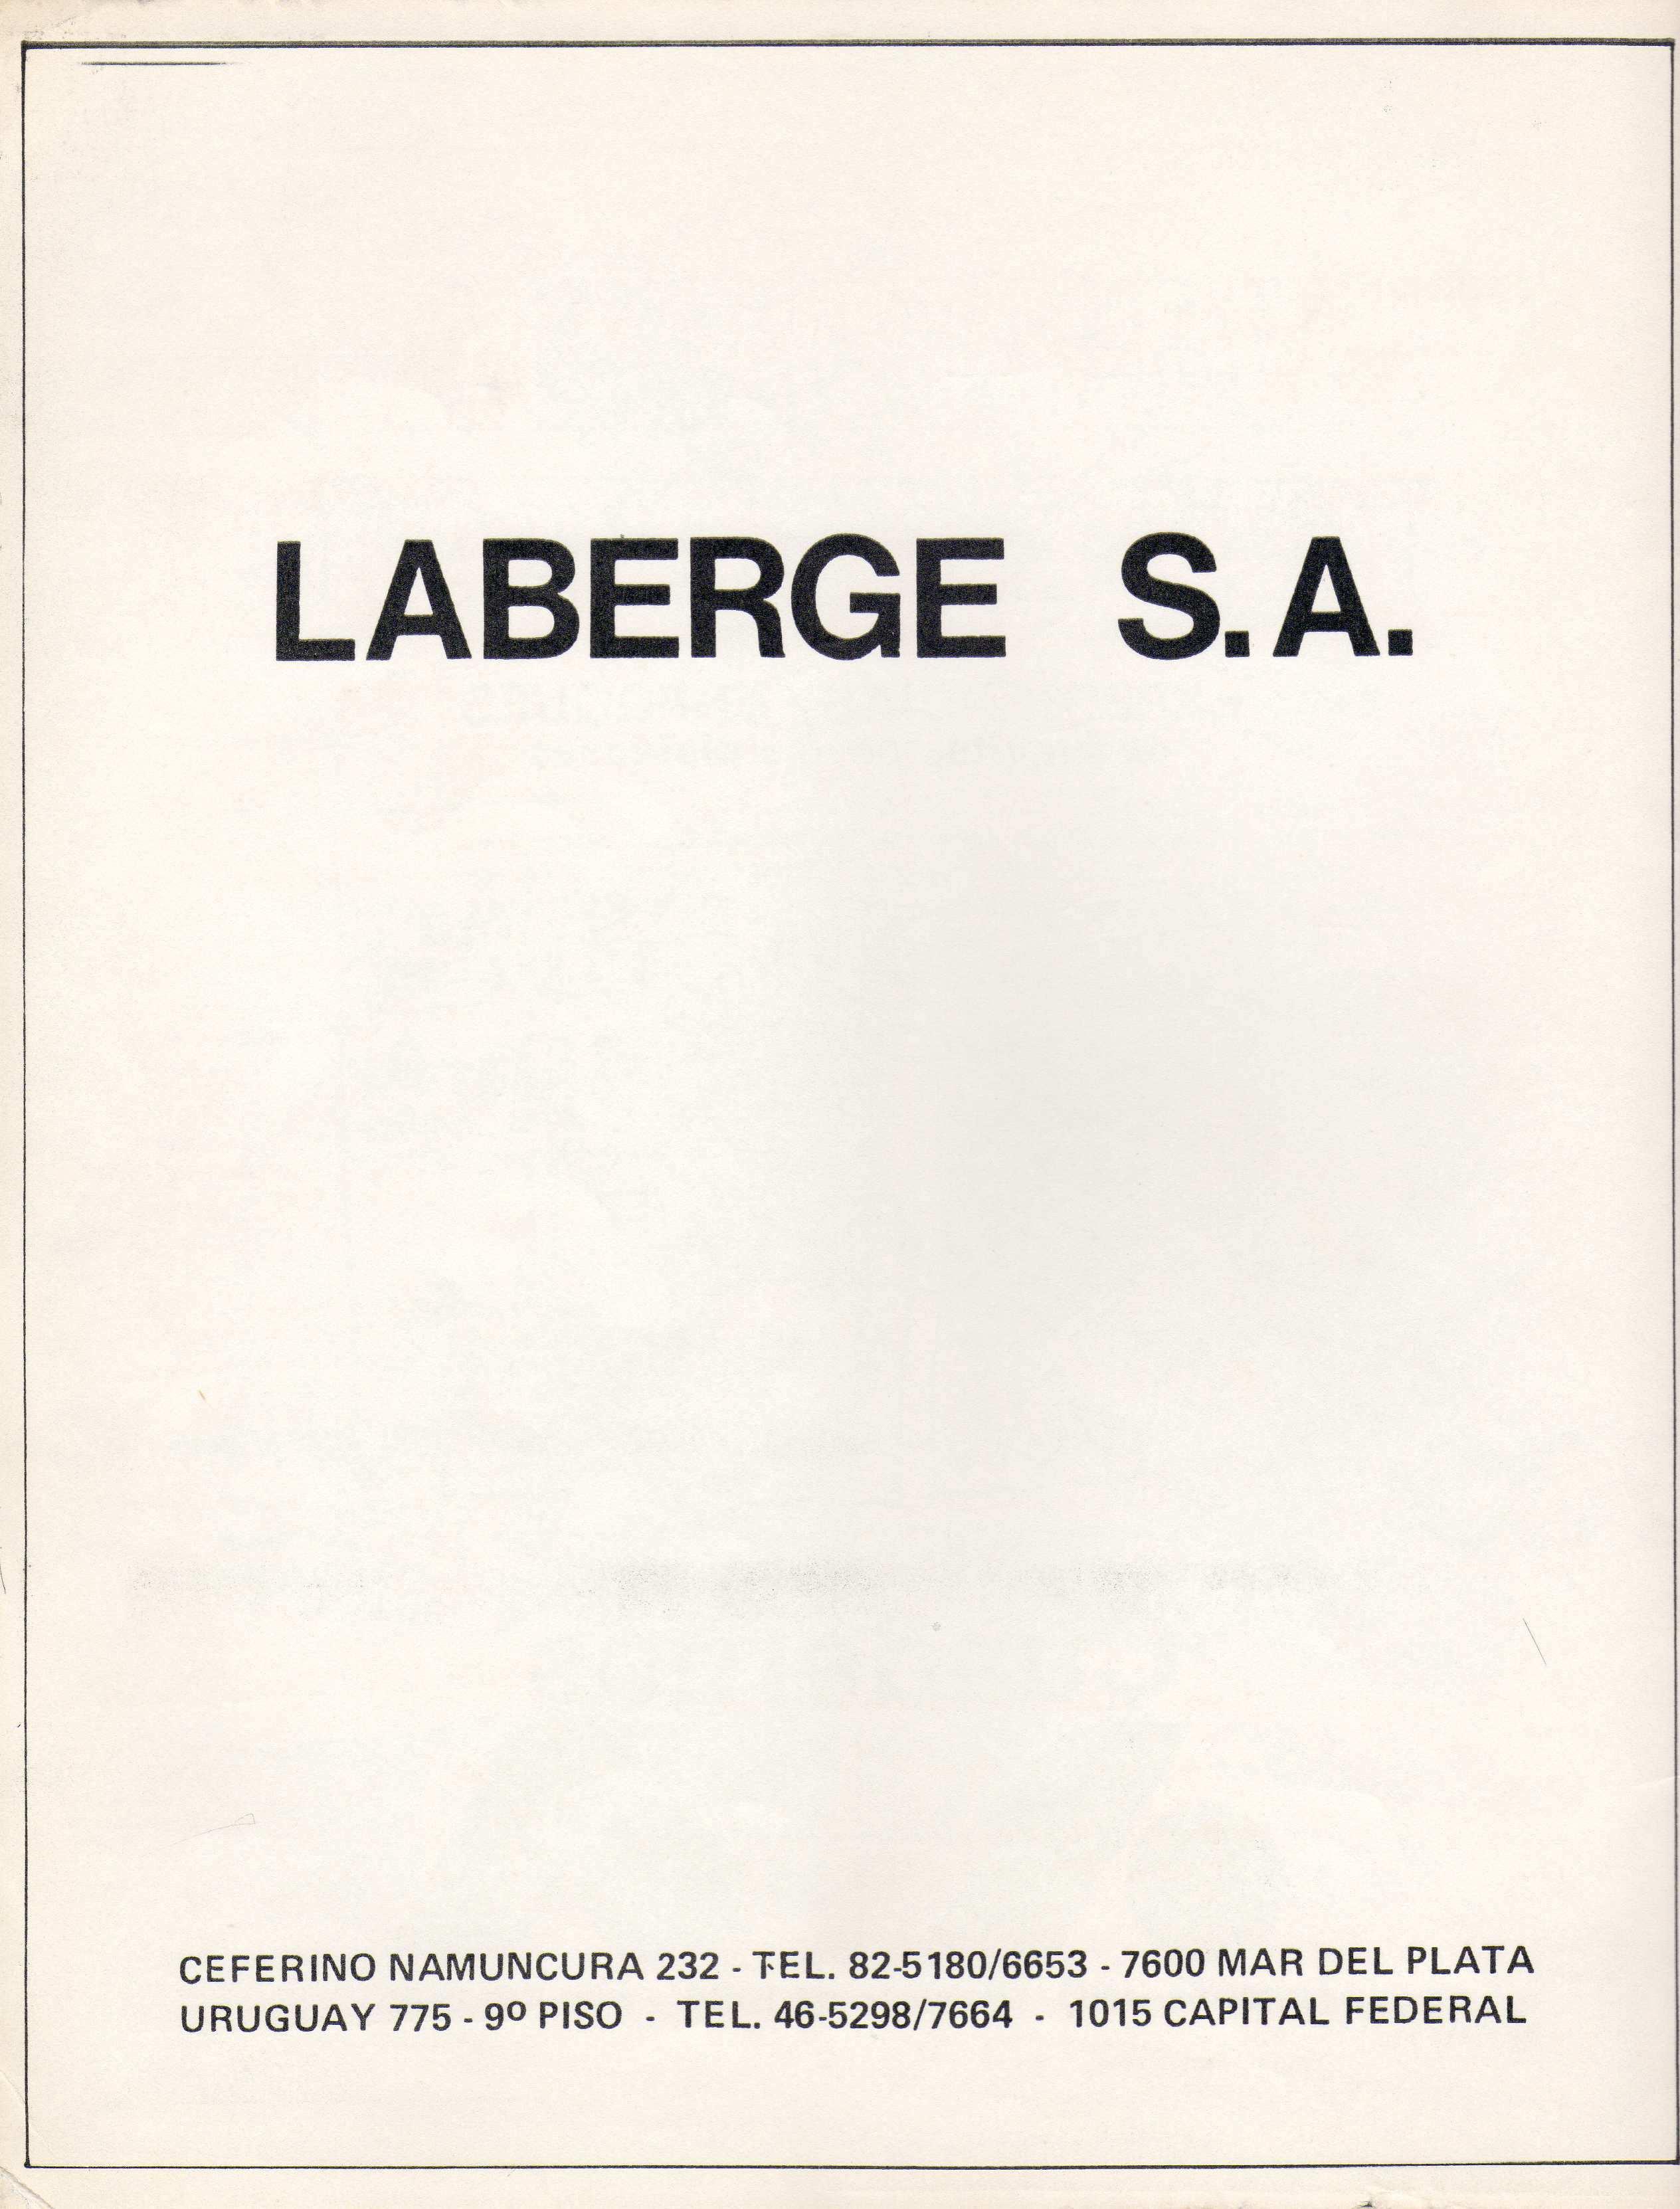 LABERGE S.A.
CEFERINO NAMUNCURA 232 - TEL. 82-5180/6653 - 7600 MAR DEL PLATA
URUGUAY 775 - 9º PISO - TEL. 46-5298/7664 - 1015 CAPITAL FEDERAL